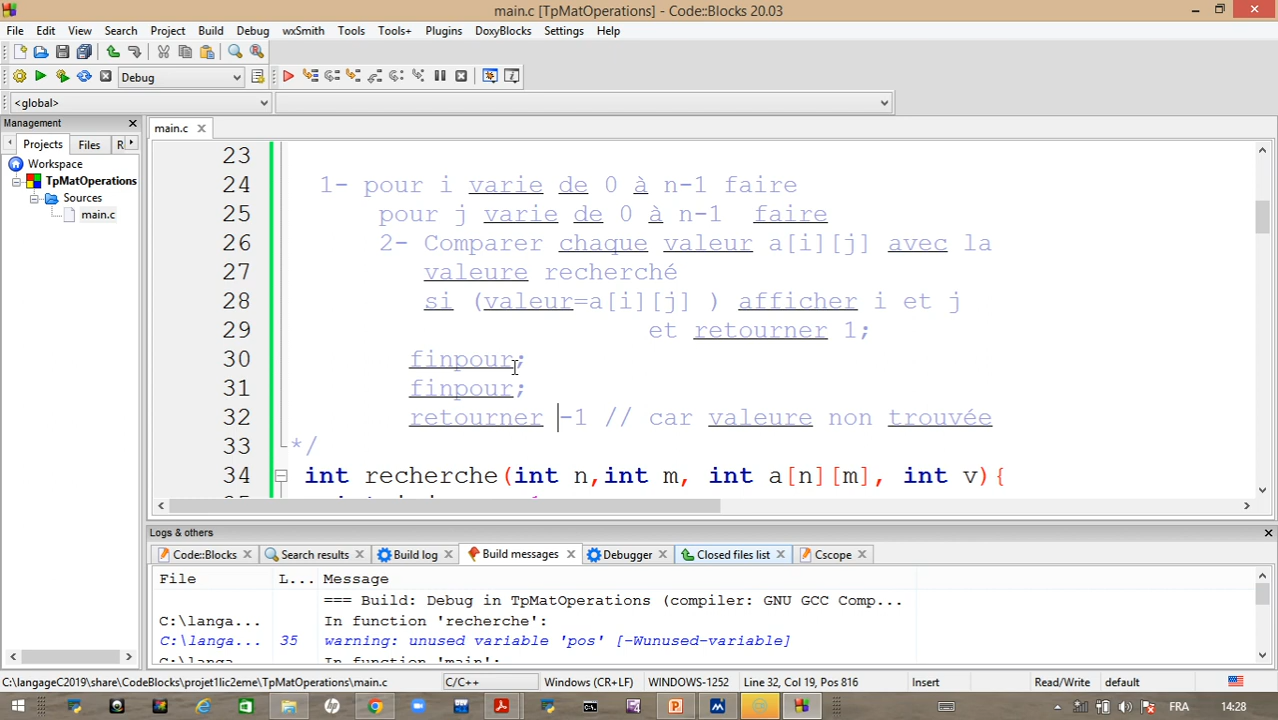 main.c [TpMatOperations] - Code::Blocks 20.03
File Edit View Search Project Build Debug wxSmith Tools Tools+ Plugins DoxyBlocks Settings Help
Debug
<global>
Management
main.c
Projects Files R
Workspace
TpMatOperations
Sources
main.c
23
24 1- pour i varie de 0 à n-1 faire
25 pour j varie de 0 à n-1 faire
26 2- Comparer chaque valeur a[i][j] avec la
27 valeure recherché
28 si (valeur=a[i][j] ) afficher i et j
29 et retourner 1;
30 finpour;
31 finpour;
32 retourner -1 // car valeure non trouvée
33 */
34 int recherche(int n,int m, int a[n][m], int v){
Logs & others
Code::Blocks Search results Build log Build messages Debugger Closed files list Cscope
File L... Message
=== Build: Debug in TpMatOperations (compiler: GNU GCC Comp...
C:\langa... In function 'recherche':
C:\langa... 35 warning: unused variable 'pos' [-Wunused-variable]
C:\langa... In function 'main':
C:\langageC2019\share\CodeBlocks\projet1lic2eme\TpMatOperations\main.c C/C++ Windows (CR+LF) WINDOWS-1252 Line 32, Col 19, Pos 816 Insert Read/Write default
FRA 14:28